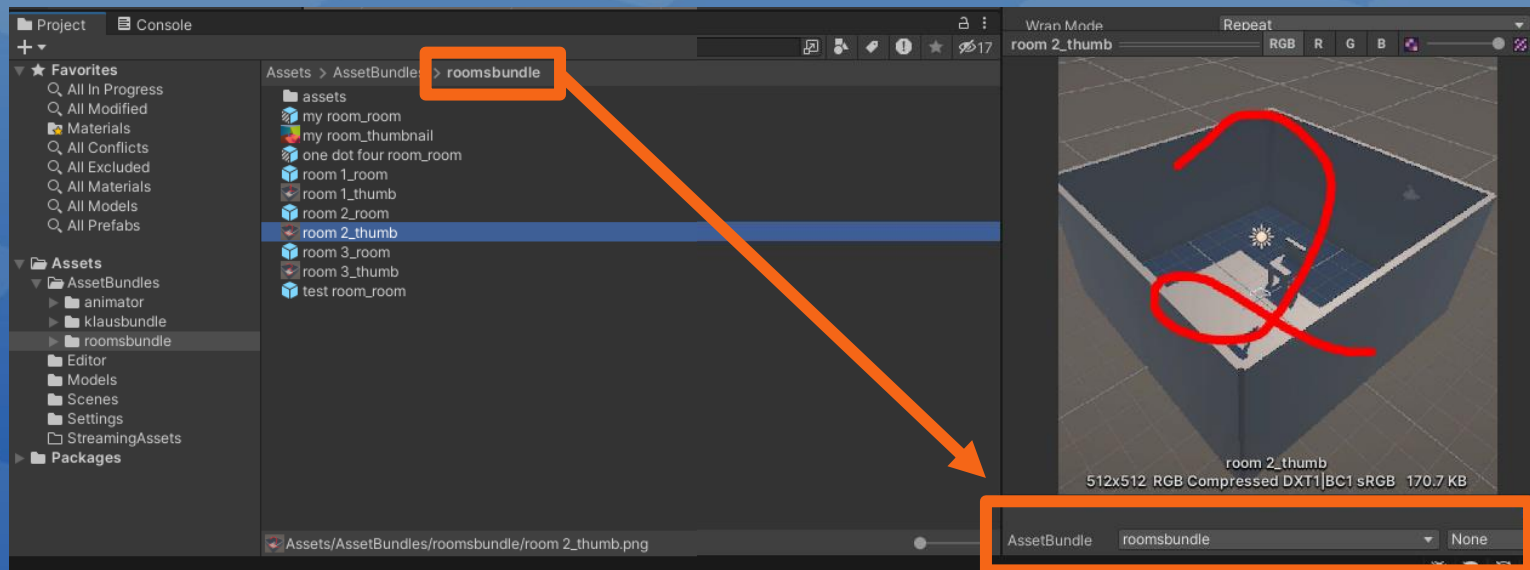 Project
Console
17
Favorites
All In Progress
All Modified
Materials
All Conflicts
All Excluded
All Materials
All Models
All Prefabs
Assets
AssetBundles
animator
klausbundle
roomsbundle
Editor
Models
Scenes
Settings
StreamingAssets
Packages
Assets > AssetBundles > roomsbundle
assets
my room_room
my room_thumbnail
one dot four room_room
room 1_room
room 1_thumb
room 2_room
room 2_thumb
room 3_room
room 3_thumb
test room_room
Assets/AssetBundles/roomsbundle/room 2_thumb.png
Wrap Mode Repeat
room 2_thumb RGB R G B
2
room 2_thumb
512x512 RGB Compressed DXT1|BC1 sRGB 170.7 KB
AssetBundle roomsbundle None